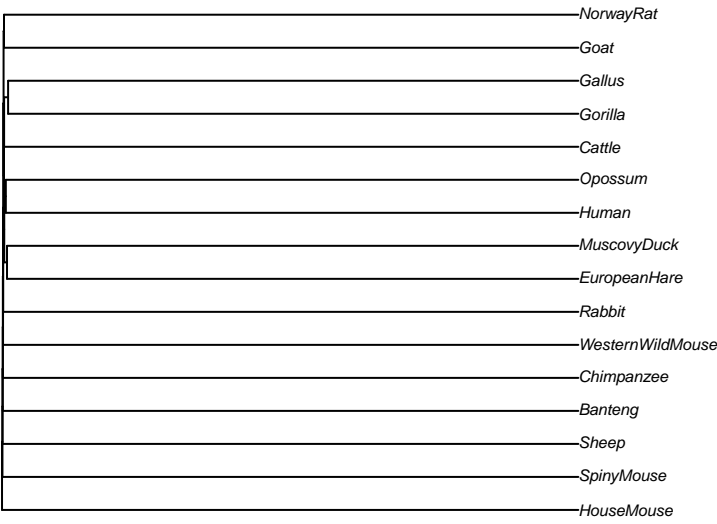 NorwayRat
Goat
Gallus
Gorilla
Cattle
Opossum
Human
MuscovyDuck
EuropeanHare
Rabbit
WesternWildMouse
Chimpanzee
Banteng
Sheep
SpinyMouse
HouseMouse